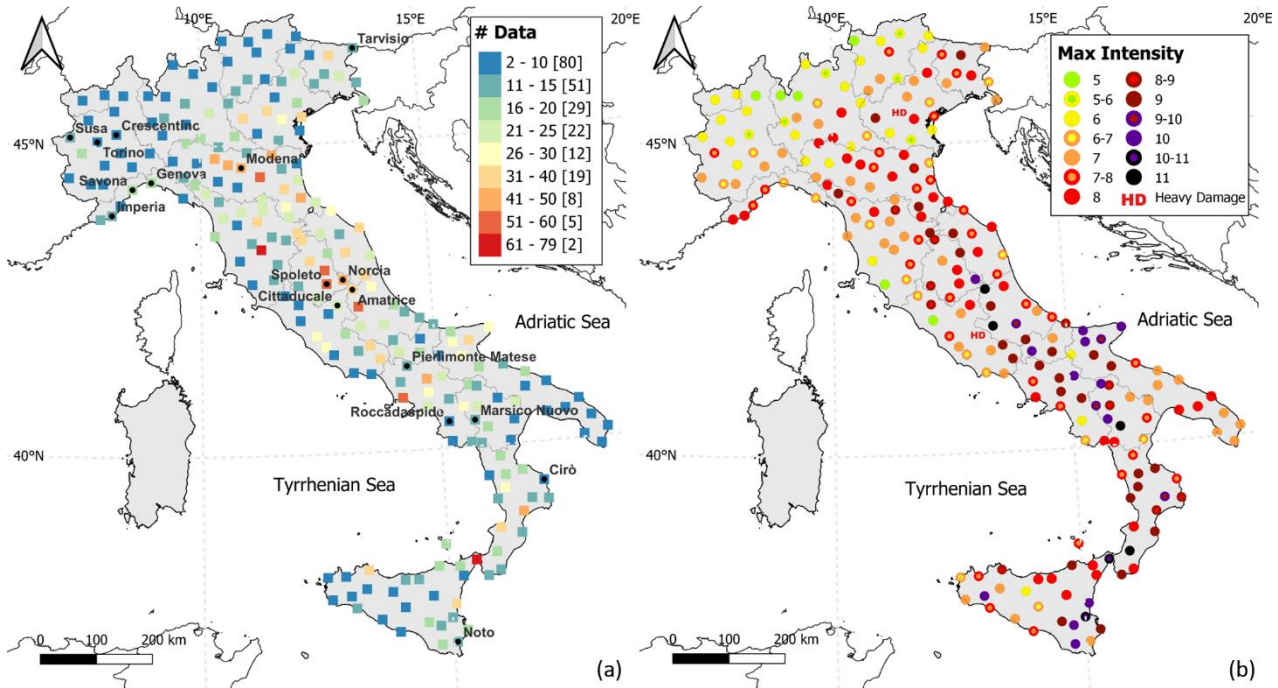 10°E
15°E
20°E
45°N
40°N
# Data
2 - 10 [80]
11 - 15 [51]
16 - 20 [29]
21 - 25 [22]
26 - 30 [12]
31 - 40 [19]
41 - 50 [8]
51 - 60 [5]
61 - 79 [2]
Tarvisio
Susa
Crescentinc
Torino
Modena
Savona
Genova
Imperia
Spoleto
Norcia
Cittaducale
Amatrice
Adriatic Sea
Pierlimonte Matese
Roccadaspide
Marsico Nuovo
Cirò
Tyrrhenian Sea
Noto
0 100 200 km
(a)
10°E
15°E
20°E
45°N
40°N
Max Intensity
5
5-6
6
6-7
7
7-8
8
8-9
9
9-10
10
10-11
11
HD Heavy Damage
HD
HD
Adriatic Sea
Tyrrhenian Sea
0 100 200 km
(b)